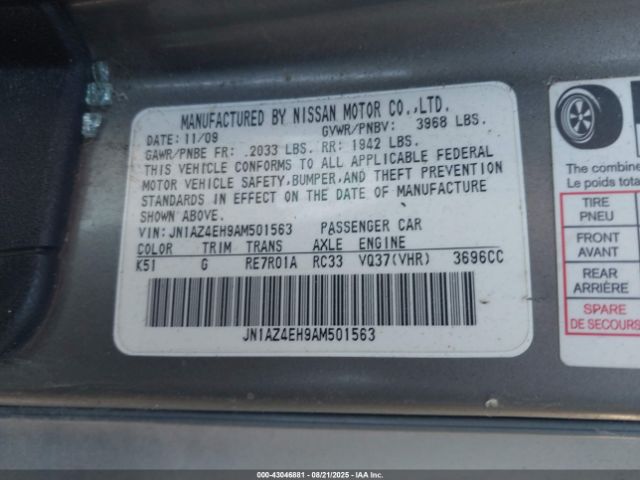 MANUFACTURED BY NISSAN MOTOR CO.,LTD.
DATE: 11/09 GVWR/PNBV: 3968 LBS.
GAWR/PNBE FR: 2033 LBS. RR: 1942 LBS.
THIS VEHICLE CONFORMS TO ALL APPLICABLE FEDERAL
MOTOR VEHICLE SAFETY, BUMPER, AND THEFT PREVENTION
STANDARDS IN EFFECT ON THE DATE OF MANUFACTURE
SHOWN ABOVE.
VIN: JN1AZ4EH9AM501563 PASSENGER CAR
COLOR TRIM TRANS AXLE ENGINE
K51 G RE7R01A RC33 VQ37(VHR) 3696CC
JN1AZ4EH9AM501563
The com
Le poids total
TIRE
PNEU
FRONT
AVANT
REAR
ARRIÈRE
SPARE
DE SECOURS
000-43046881 - 08/21/2025 - IAA Inc.